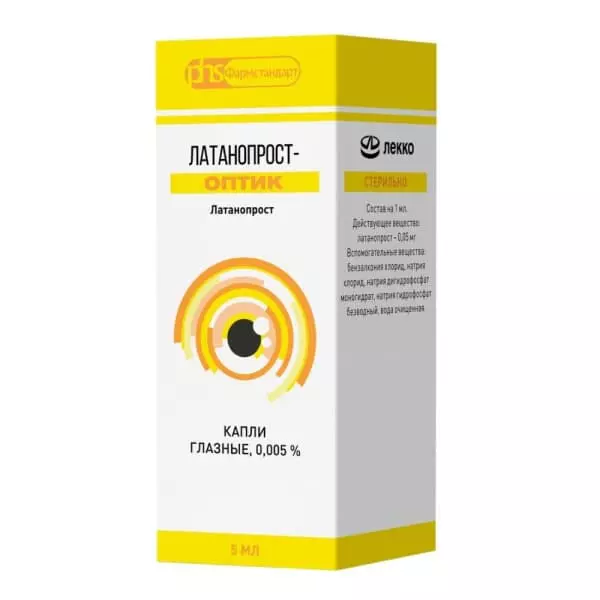 phs Фармстандарт
ЛАТАНОПРОСТ-
ОПТИК
Латанопрост
КАПЛИ
ГЛАЗНЫЕ, 0,005 %
5 МЛ
ЛЕККО
СТЕРИЛЬНО
Состав на 1 мл.
Действующее вещество:
латанопрост – 0,05 мг
Вспомогательные вещества:
бензалкония хлорид, натрия
хлорид, натрия дигидрофосфат
моногидрат, натрия гидрофосфат
безводный, вода очищенная.